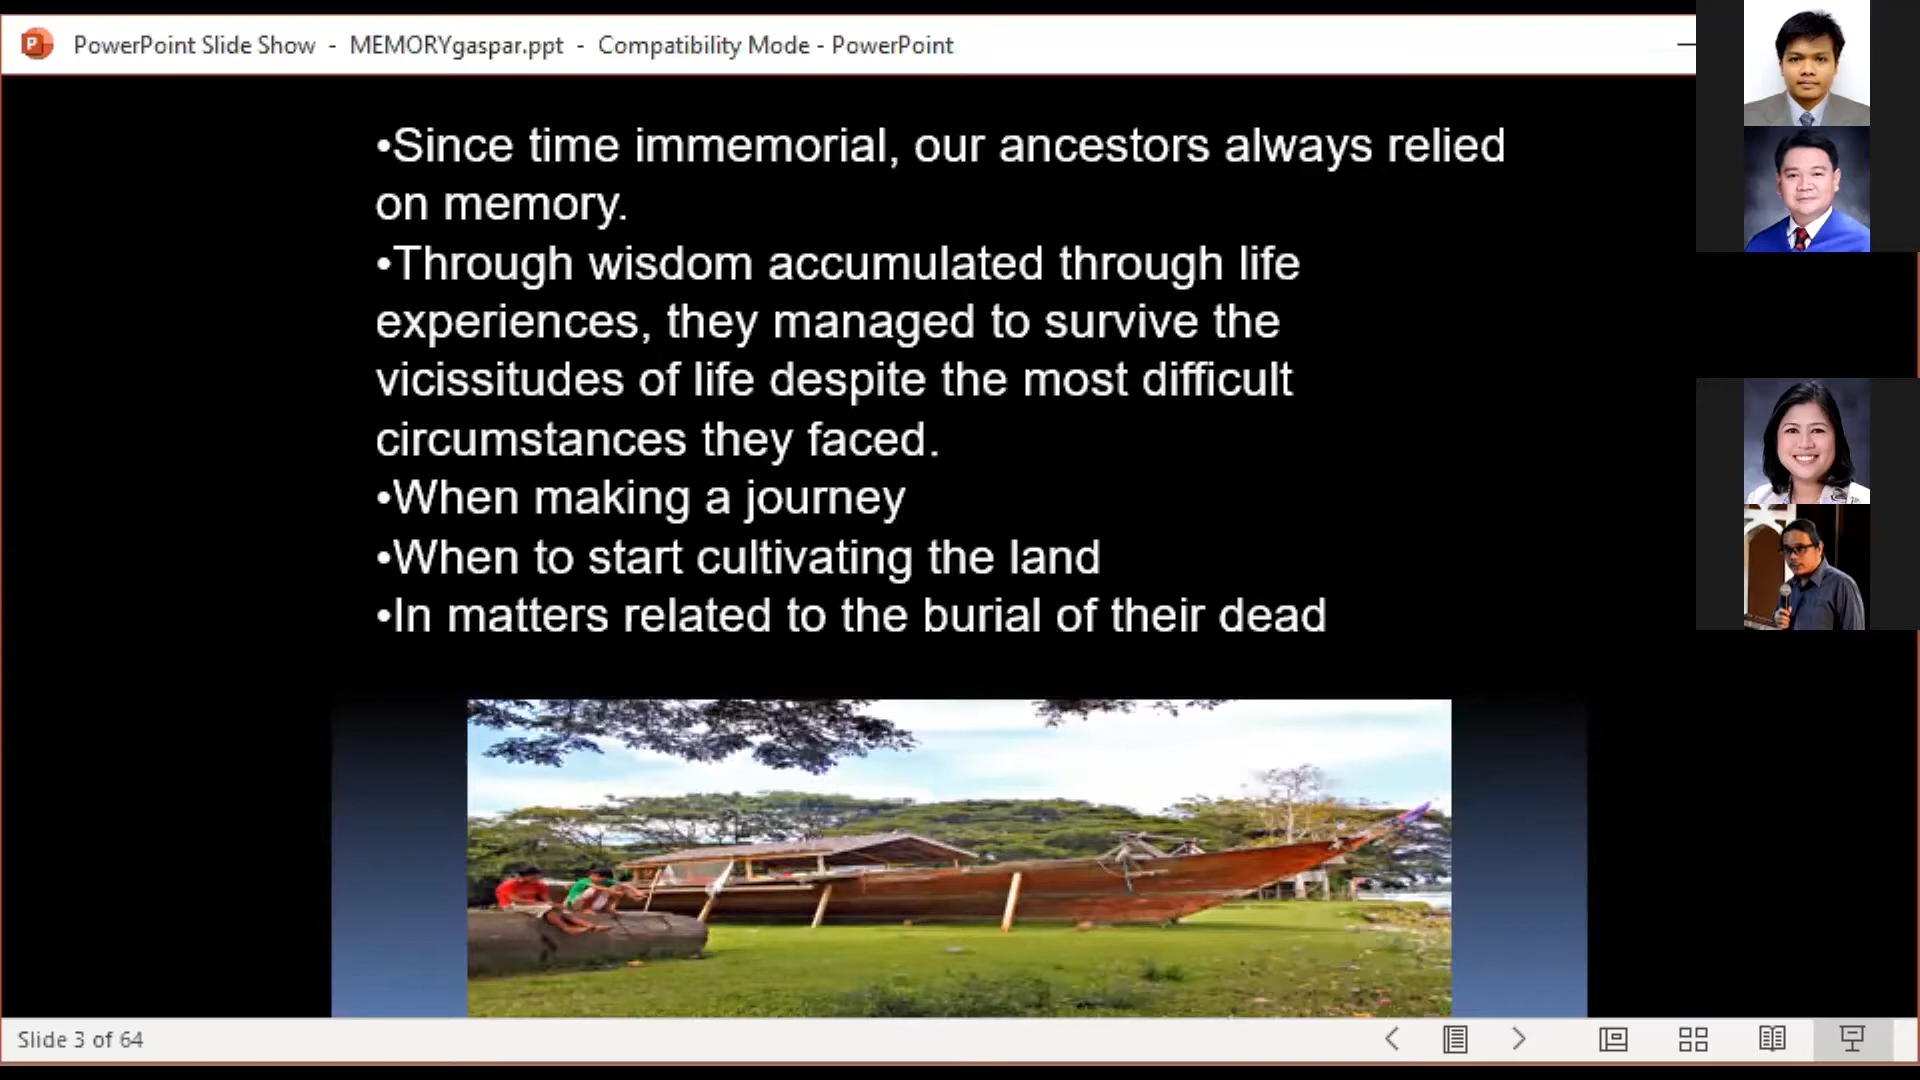 PowerPoint Slide Show - MEMORYgaspar.ppt - Compatibility Mode - PowerPoint
•Since time immemorial, our ancestors always relied
on memory.
•Through wisdom accumulated through life
experiences, they managed to survive the
vicissitudes of life despite the most difficult
circumstances they faced.
•When making a journey
•When to start cultivating the land
•In matters related to the burial of their dead
Slide 3 of 64